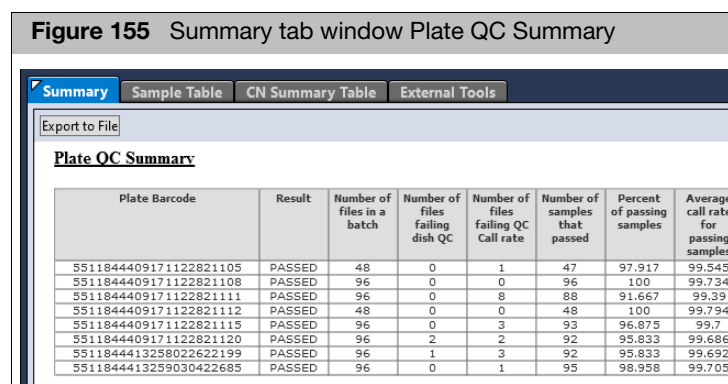 Figure 155 Summary tab window Plate QC Summary
Summary Sample Table CN Summary Table External Tools
Export to File
Plate QC Summary
Plate Barcode Result Number of files in a batch Number of files failing dish QC Number of files failing QC Call rate Number of samples that passed Percent of passing samples Average call rate for passing samples
5511844409171122821105 PASSED 48 0 1 47 97.917 99.545
5511844409171122821108 PASSED 96 0 0 96 100 99.734
5511844409171122821111 PASSED 96 0 8 88 91.667 99.39
5511844409171122821112 PASSED 48 0 0 48 100 99.794
5511844409171122821115 PASSED 96 0 3 93 96.875 99.7
5511844409171122821120 PASSED 96 2 2 92 95.833 99.686
5511844413258022622199 PASSED 96 1 3 92 95.833 99.692
5511844413259030422685 PASSED 96 0 1 95 98.958 99.708